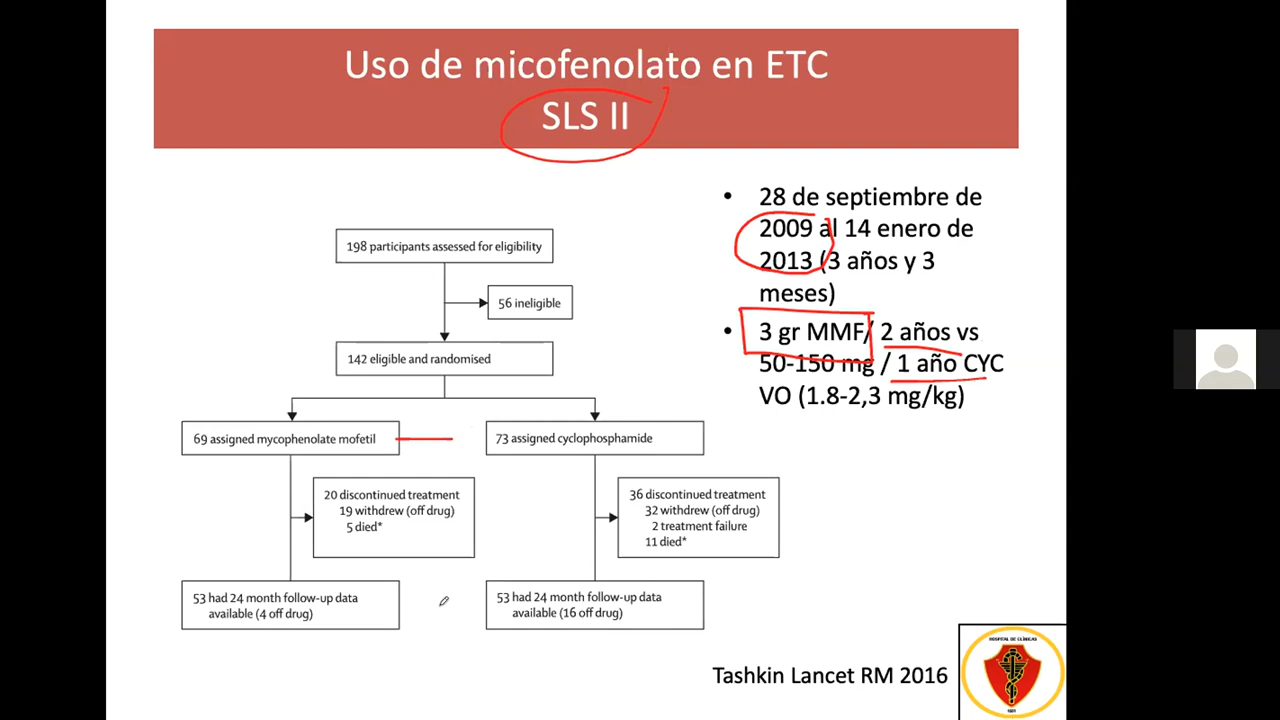 Uso de micofenolato en ETC
SLS II
198 participants assessed for eligibility
56 ineligible
142 eligible and randomised
69 assigned mycophenolate mofetil
73 assigned cyclophosphamide
20 discontinued treatment
19 withdrew (off drug)
5 died*
36 discontinued treatment
32 withdrew (off drug)
2 treatment failure
11 died*
53 had 24 month follow-up data
available (4 off drug)
53 had 24 month follow-up data
available (16 off drug)
• 28 de septiembre de
2009 al 14 enero de
2013 (3 años y 3
meses)
• 3 gr MMF/ 2 años vs
50-150 mg / 1 año CYC
VO (1.8-2,3 mg/kg)
Tashkin Lancet RM 2016
HOSPITAL DE CLÍNICAS